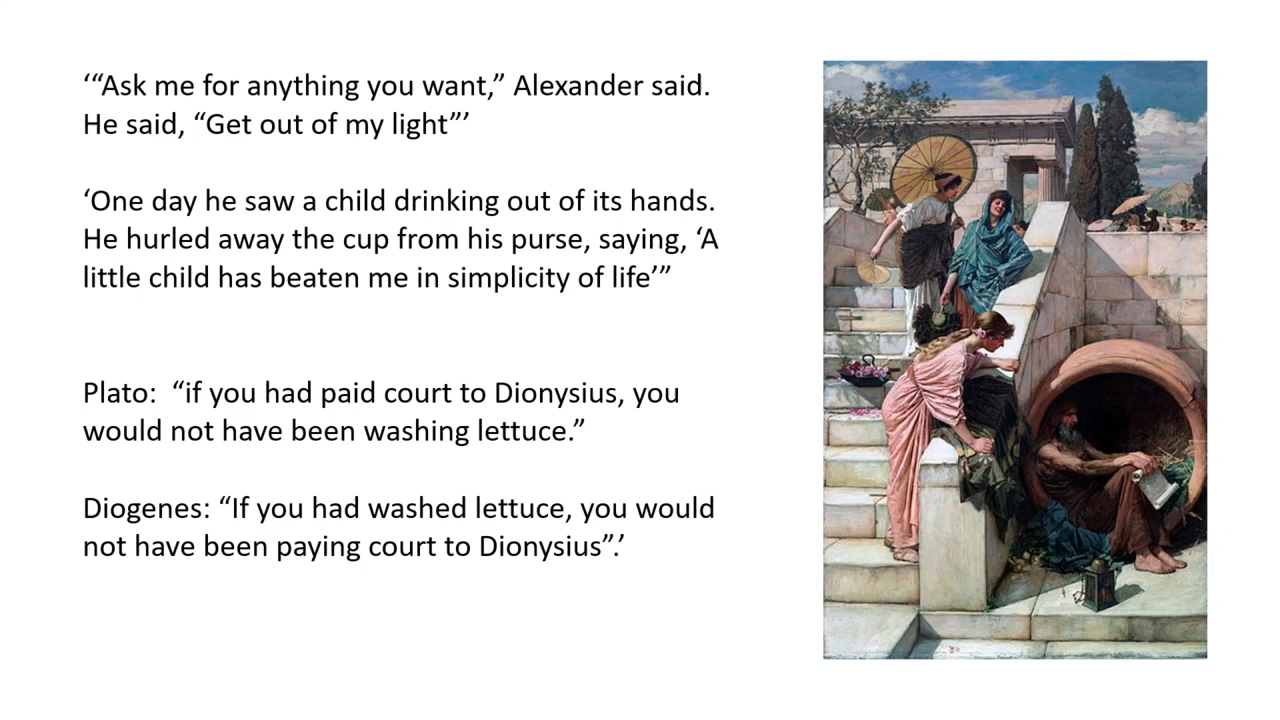 ‘“Ask me for anything you want,” Alexander said.
He said, “Get out of my light”’
‘One day he saw a child drinking out of its hands.
He hurled away the cup from his purse, saying, ‘A
little child has beaten me in simplicity of life’”
Plato:  “if you had paid court to Dionysius, you
would not have been washing lettuce.”
Diogenes: “If you had washed lettuce, you would
not have been paying court to Dionysius”.’